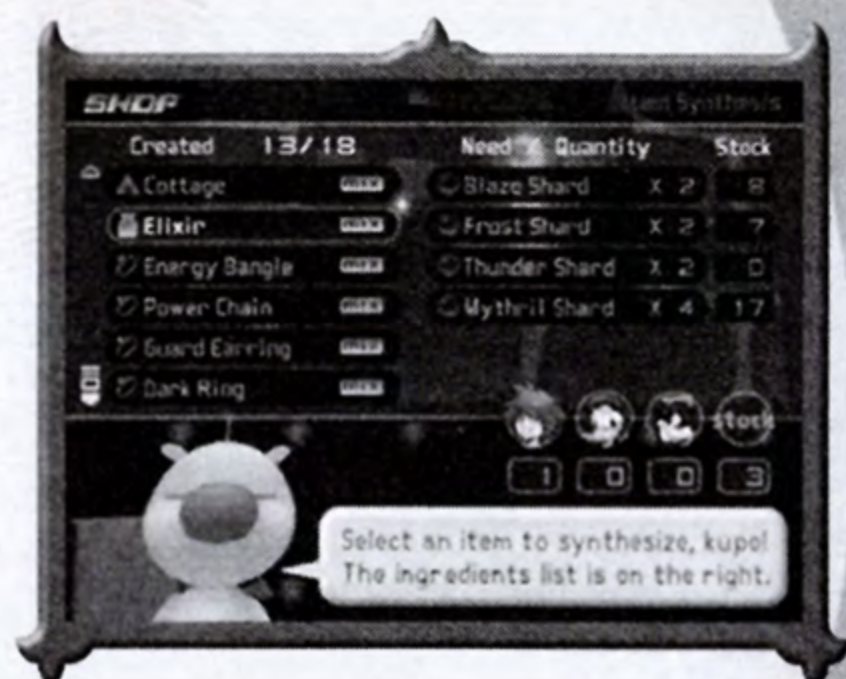 SHOP Item Synthesis
Created 13/18 Need / Quantity Stock
Cottage Blaze Shard X 2 8
Elixir Frost Shard X 2 7
Energy Bangle Thunder Shard X 2 0
Power Chain Mythril Shard X 4 17
Guard Earring
Dark Ring
stock
1 0 0 3
Select an item to synthesize, kupo!
The ingredients list is on the right.